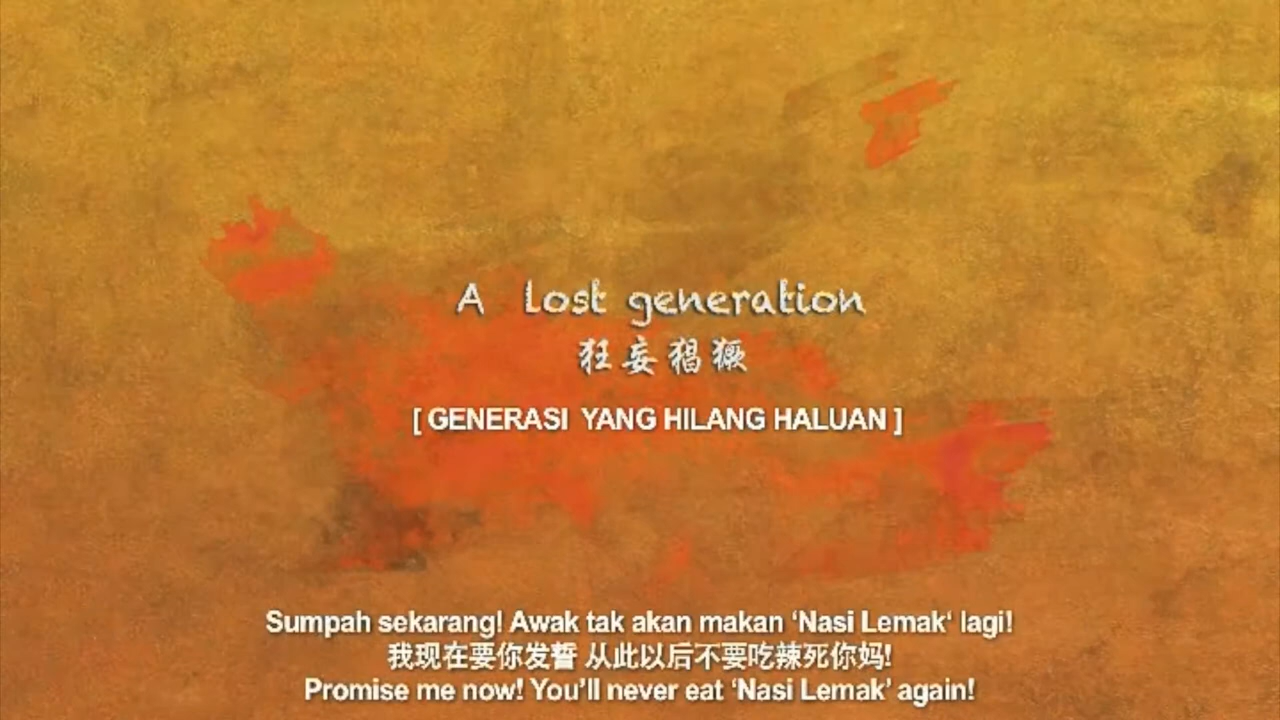 A lost generation
狂妄猖獗
[ GENERASI YANG HILANG HALUAN ]
Sumpah sekarang! Awak tak akan makan ‘Nasi Lemak‘ lagi!
我现在要你发誓 从此以后不要吃辣死你妈!
Promise me now! You’ll never eat ‘Nasi Lemak’ again!